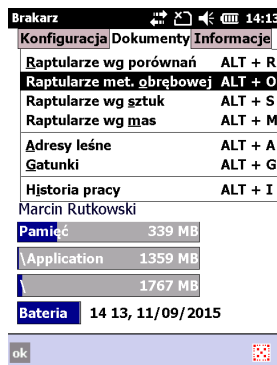 Brakarz 14:13
Konfiguracja Dokumenty Informacje
Raptularze wg porównań ALT + R
Raptularze met. obrębowej ALT + O
Raptularze wg sztuk ALT + S
Raptularze wg mas ALT + M
Adresy leśne ALT + A
Gatunki ALT + G
Historia pracy ALT + I
Marcin Rutkowski
Pamięć 339 MB
\Application 1359 MB
\ 1767 MB
Bateria 14 13, 11/09/2015
ok